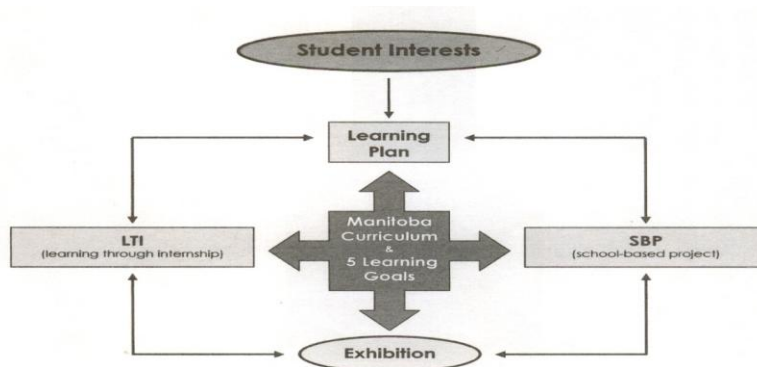 Student Interests
Learning
Plan
Manitoba
Curriculum
&
5 Learning
Goals
LTI
(learning through internship)
SBP
(school-based project)
Exhibition